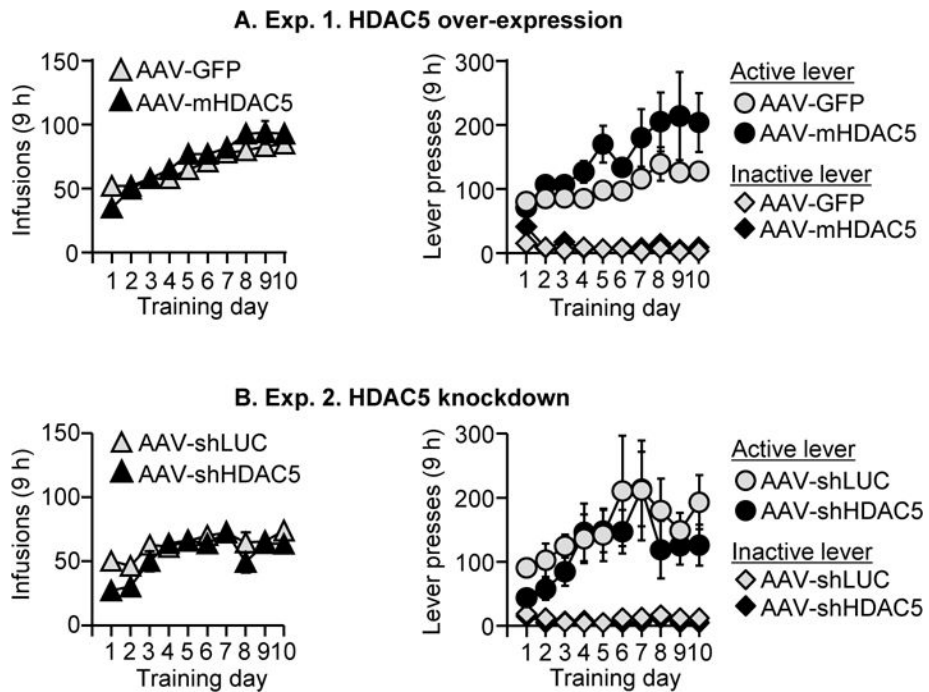 A. Exp. 1. HDAC5 over-expression
150
100
50
0
Infusions (9 h)
AAV-GFP
AAV-mHDAC5
1 2 3 4 5 6 7 8 9 10
Training day
300
200
100
0
Lever presses (9 h)
1 2 3 4 5 6 7 8 9 10
Training day
Active lever
AAV-GFP
AAV-mHDAC5
Inactive lever
AAV-GFP
AAV-mHDAC5
B. Exp. 2. HDAC5 knockdown
150
100
50
0
Infusions (9 h)
AAV-shLUC
AAV-shHDAC5
1 2 3 4 5 6 7 8 9 10
Training day
300
200
100
0
Lever presses (9 h)
1 2 3 4 5 6 7 8 9 10
Training day
Active lever
AAV-shLUC
AAV-shHDAC5
Inactive lever
AAV-shLUC
AAV-shHDAC5